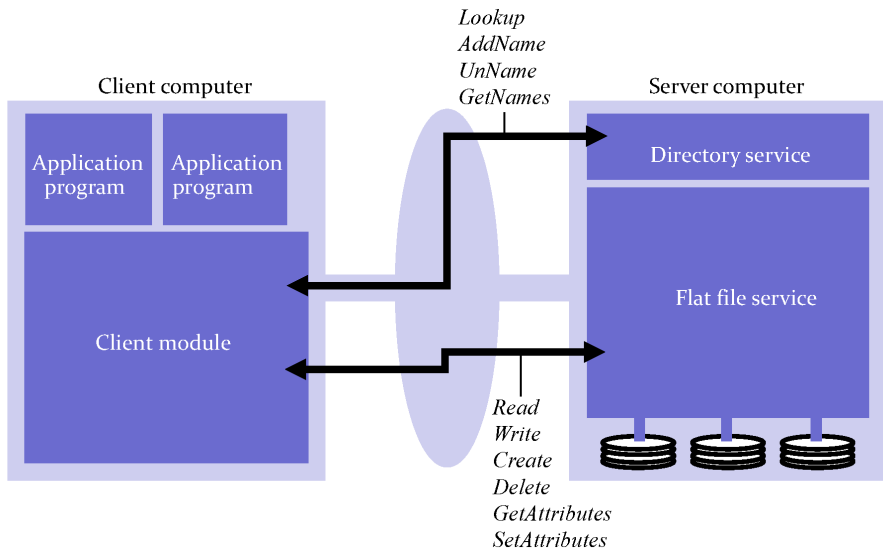 Lookup
AddName
UnName
GetNames
Client computer
Server computer
Application
program
Application
program
Directory service
Client module
Flat file service
Read
Write
Create
Delete
GetAttributes
SetAttributes